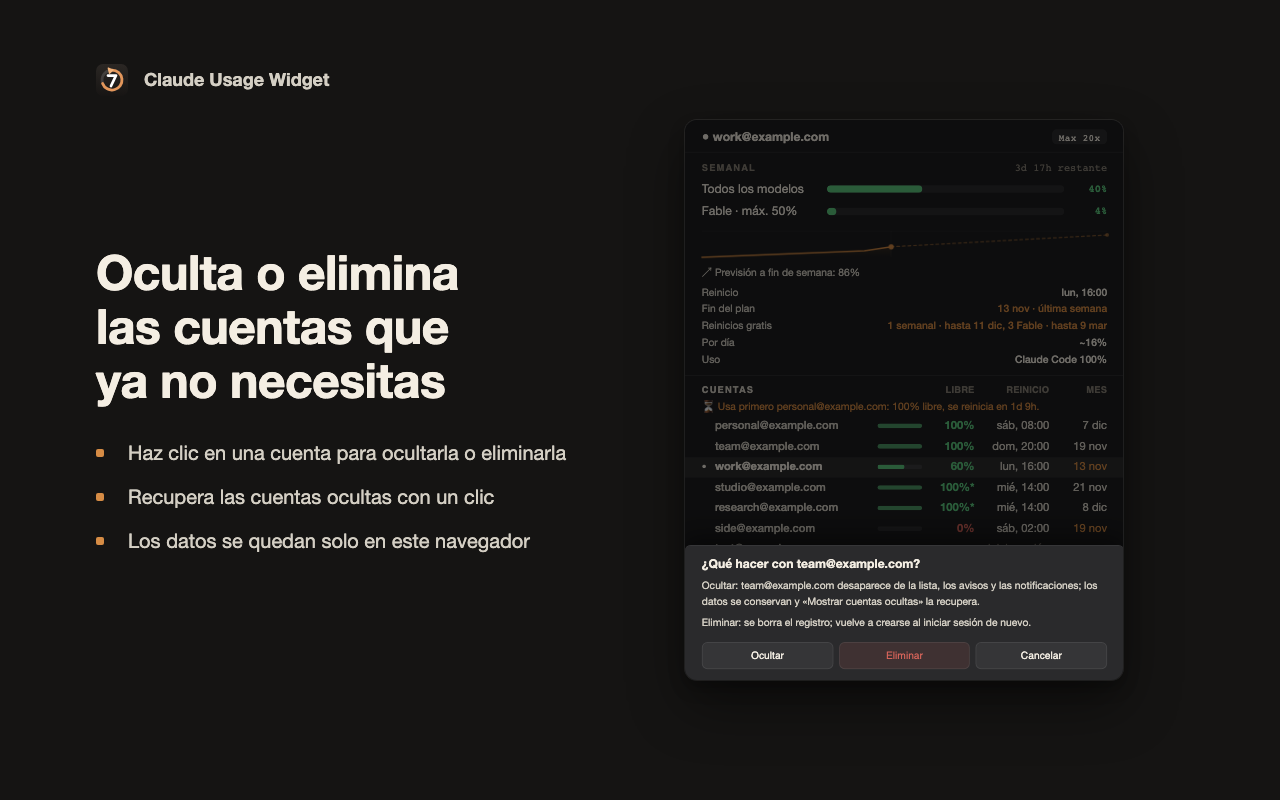 7
Claude Usage Widget
Oculta o elimina
las cuentas que
ya no necesitas
Haz clic en una cuenta para ocultarla o eliminarla
Recupera las cuentas ocultas con un clic
Los datos se quedan solo en este navegador
work@example.com Max 20x
SEMANAL 3d 17h restante
Todos los modelos 40%
Fable · máx. 50% 4%
Previsión a fin de semana: 86%
Reinicio lun, 16:00
Fin del plan 13 nov · última semana
Reinicios gratis 1 semanal · hasta 11 dic, 3 Fable · hasta 9 mar
Por día ~16%
Uso Claude Code 100%
CUENTAS LIBRE REINICIO MES
⏳ Usa primero personal@example.com: 100% libre, se reinicia en 1d 9h.
personal@example.com 100% sáb, 08:00 7 dic
team@example.com 100% dom, 20:00 19 nov
• work@example.com 60% lun, 16:00 13 nov
studio@example.com 100%* mié, 14:00 21 nov
research@example.com 100%* mié, 14:00 8 dic
side@example.com 0% sáb, 02:00 19 nov
¿Qué hacer con team@example.com?
Ocultar: team@example.com desaparece de la lista, los avisos y las notificaciones; los
datos se conservan y «Mostrar cuentas ocultas» la recupera.
Eliminar: se borra el registro; vuelve a crearse al iniciar sesión de nuevo.
Ocultar Eliminar Cancelar